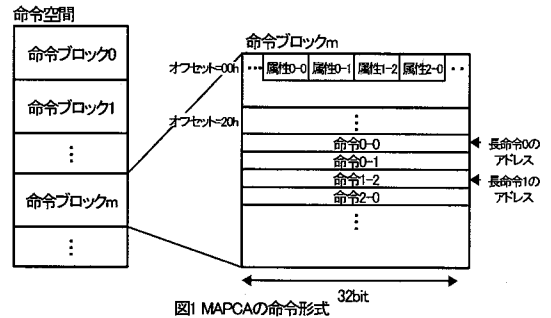 命令空間
命令ブロック0
命令ブロック1
⋮
命令ブロックm
⋮
命令ブロックm
オフセット=00h
… 属性0-0 属性0-1 属性1-2 属性2-0 ‥
オフセット=20h
⋮
命令0-0
長命令0の
アドレス
命令0-1
命令1-2
長命令1の
アドレス
命令2-0
⋮
32bit
図1 MAPCAの命令形式